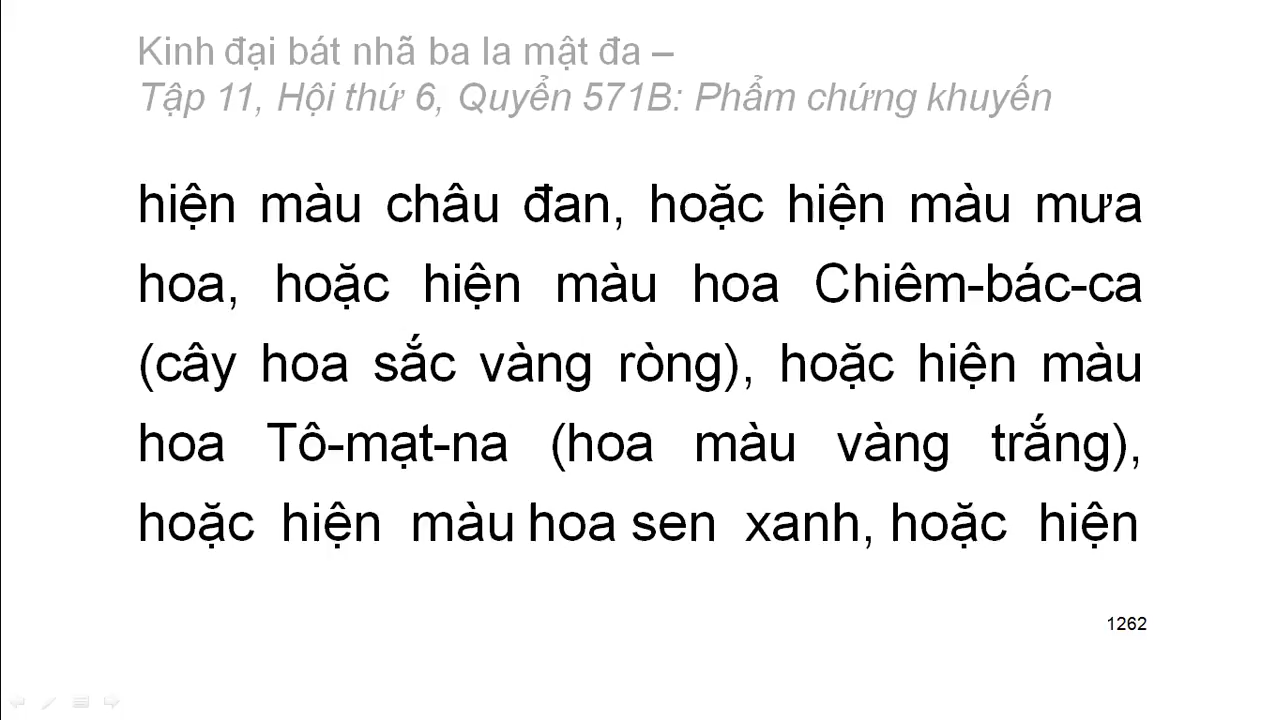 Kinh đại bát nhã ba la mật đa –
Tập 11, Hội thứ 6, Quyển 571B: Phẩm chứng khuyến
hiện màu châu đan, hoặc hiện màu mưa
hoa, hoặc hiện màu hoa Chiêm-bác-ca
(cây hoa sắc vàng ròng), hoặc hiện màu
hoa Tô-mạt-na (hoa màu vàng trắng),
hoặc hiện màu hoa sen xanh, hoặc hiện
1262